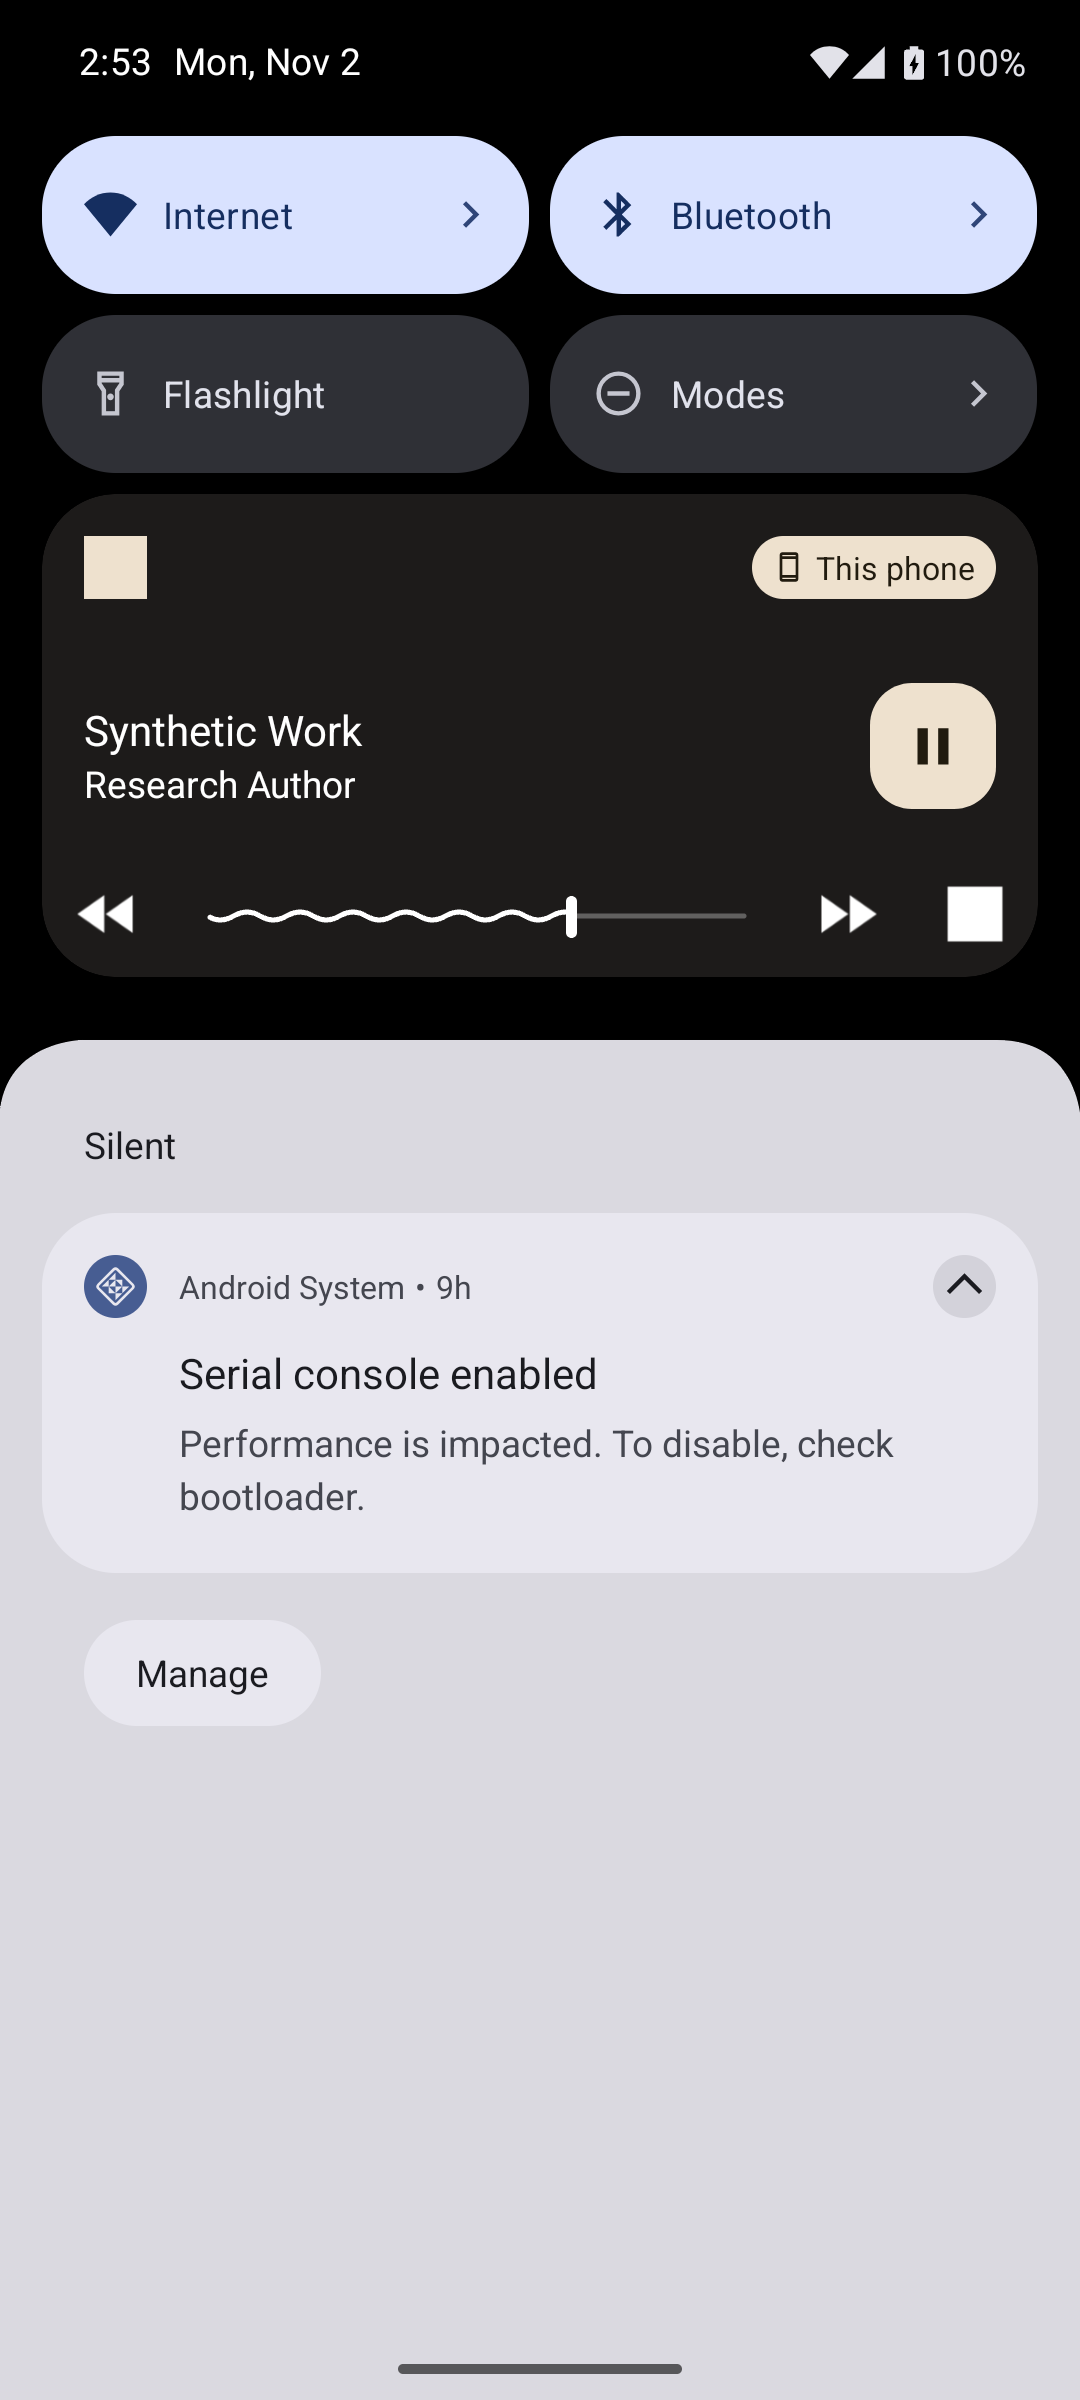 2:53 Mon, Nov 2 100%
Internet Bluetooth
Flashlight Modes
This phone
Synthetic Work
Research Author
Silent
Android System • 9h
Serial console enabled
Performance is impacted. To disable, check
bootloader.
Manage